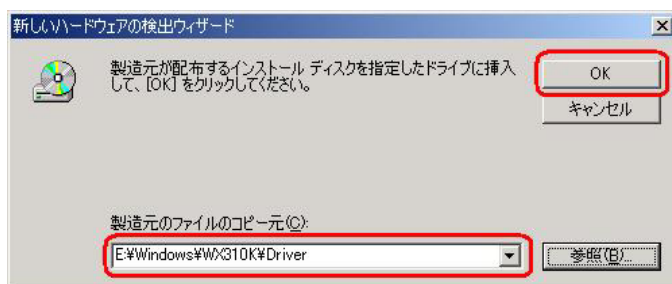 新しいハードウェアの検出ウィザード
製造元が配布するインストール ディスクを指定したドライブに挿入
して、[OK] をクリックしてください。
OK
キャンセル
製造元のファイルのコピー元(C):
E:¥Windows¥WX310K¥Driver
参照(B)...